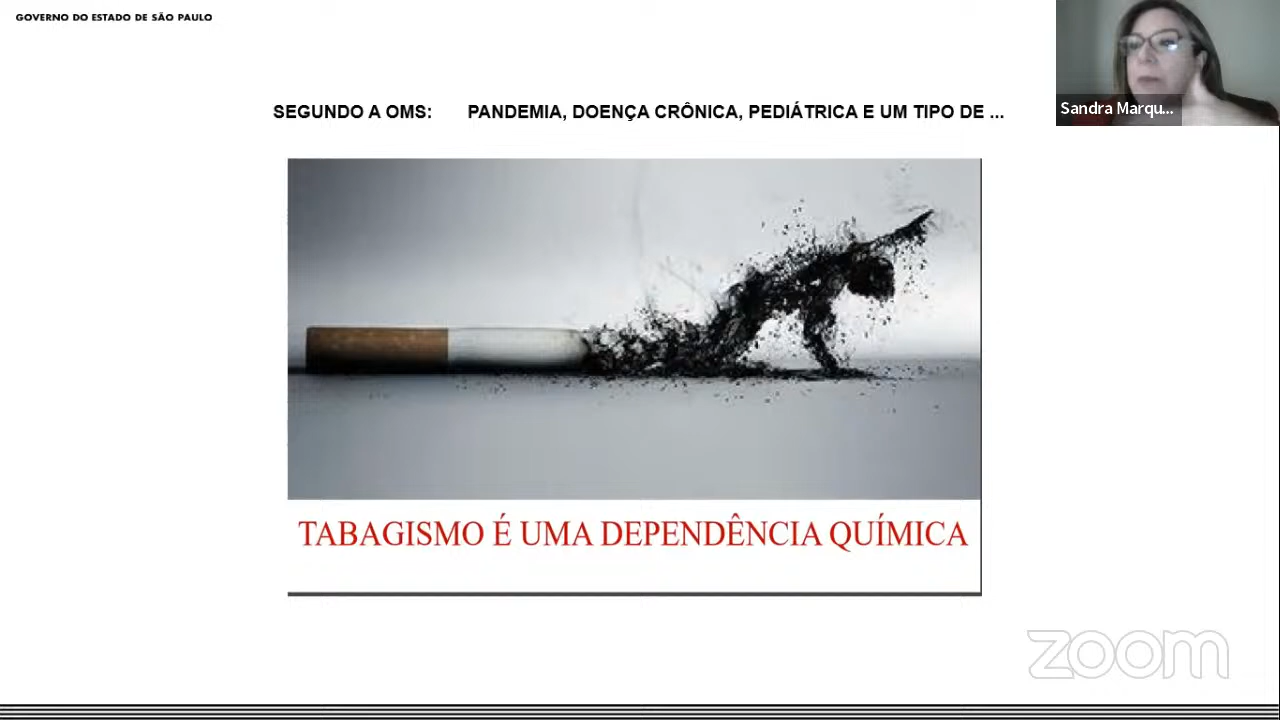 GOVERNO DO ESTADO DE SÃO PAULO
SEGUNDO A OMS: PANDEMIA, DOENÇA CRÔNICA, PEDIÁTRICA E UM TIPO DE ...
Sandra Marqu...
TABAGISMO É UMA DEPENDÊNCIA QUÍMICA
zoom